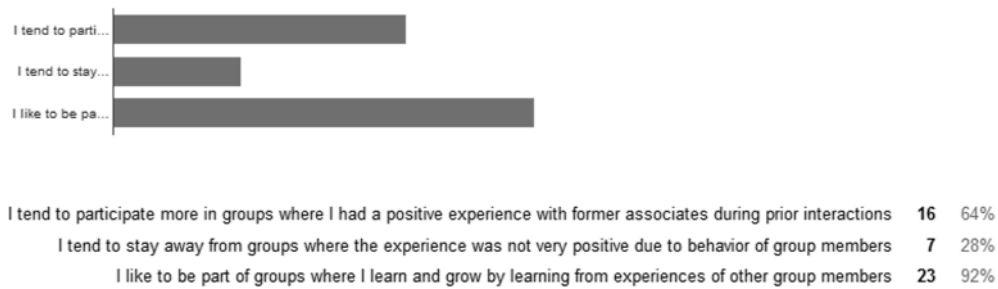 I tend to parti...
I tend to stay...
I like to be pa...
I tend to participate more in groups where I had a positive experience with former associates during prior interactions 16 64%
I tend to stay away from groups where the experience was not very positive due to behavior of group members 7 28%
I like to be part of groups where I learn and grow by learning from experiences of other group members 23 92%